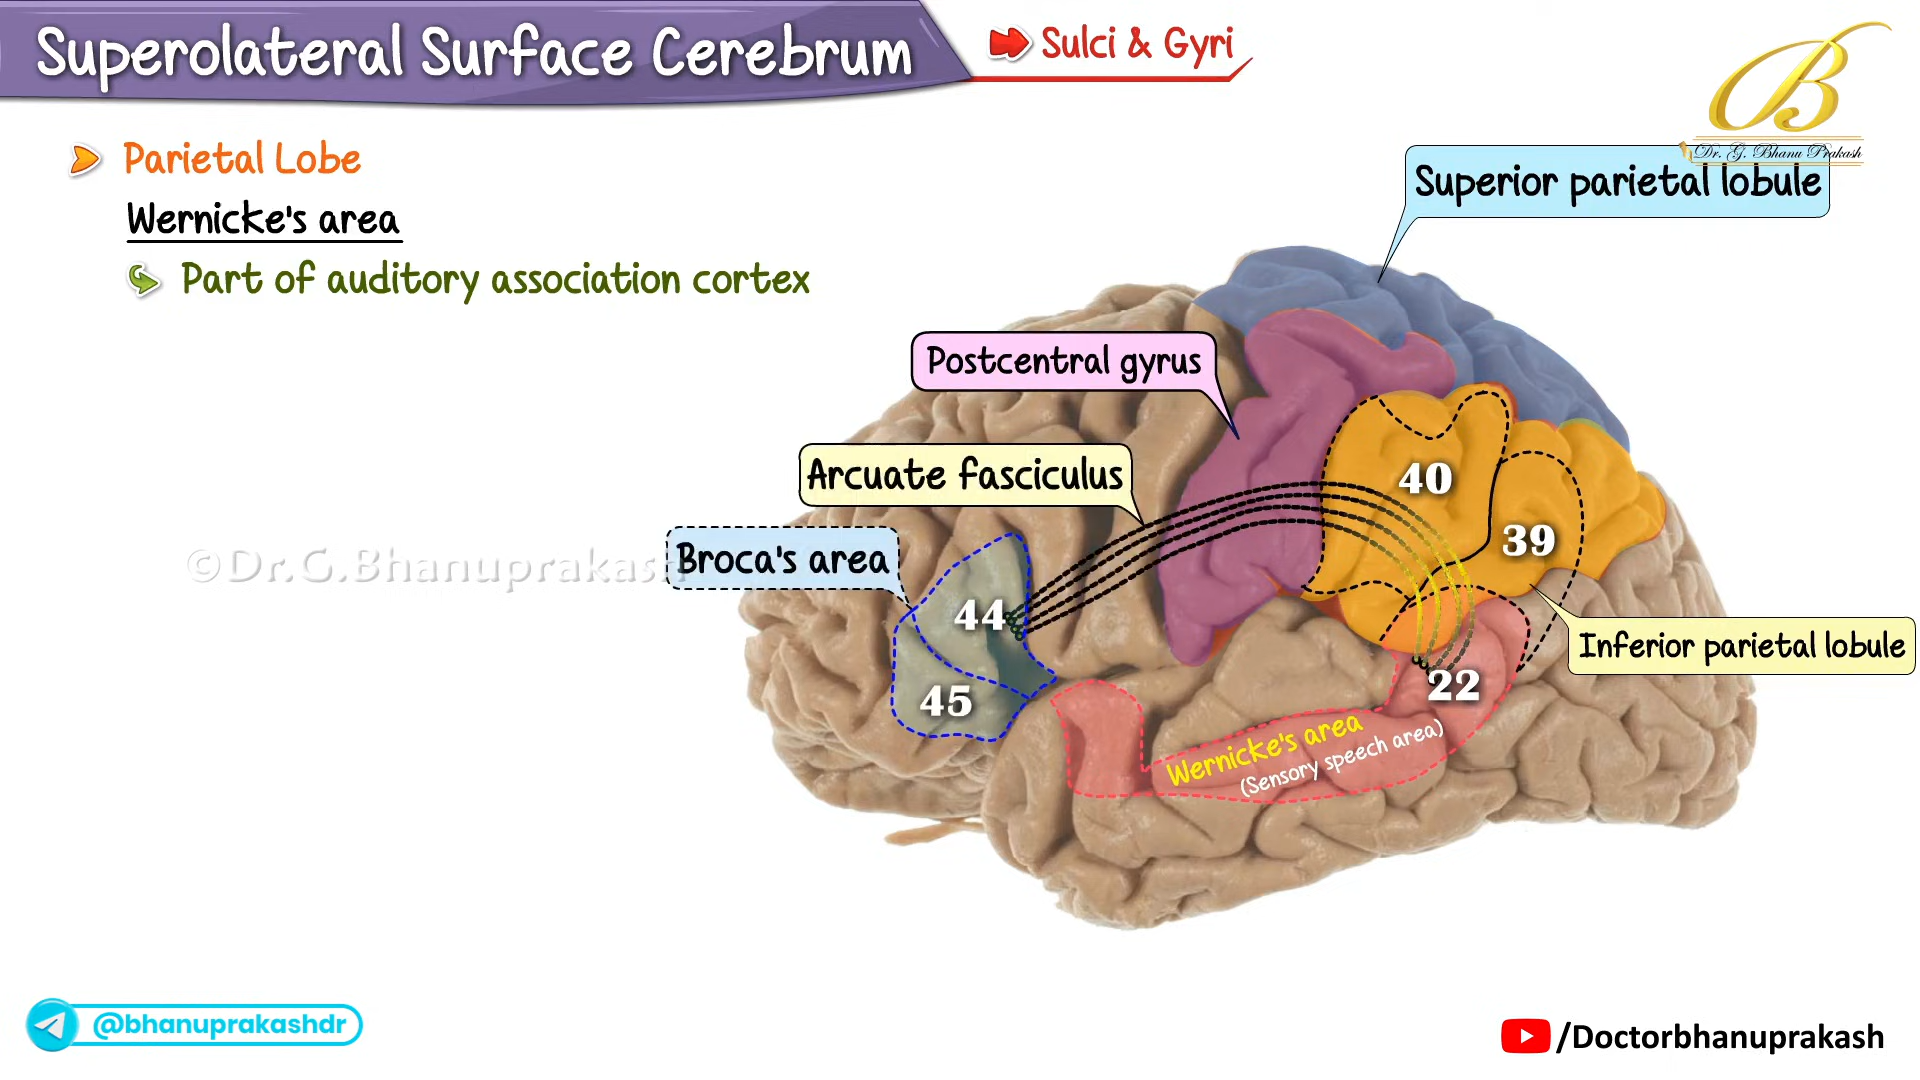 Superolateral Surface Cerebrum
Sulci & Gyri
B
Dr. G. Bhanu Prakash
Parietal Lobe
Wernicke's area
Part of auditory association cortex
Superior parietal lobule
Postcentral gyrus
Arcuate fasciculus
Broca's area
©Dr.G.Bhanuprakash
40
39
44
45
22
Inferior parietal lobule
Wernicke's area
(Sensory speech area)
@bhanuprakashdr
/Doctorbhanuprakash